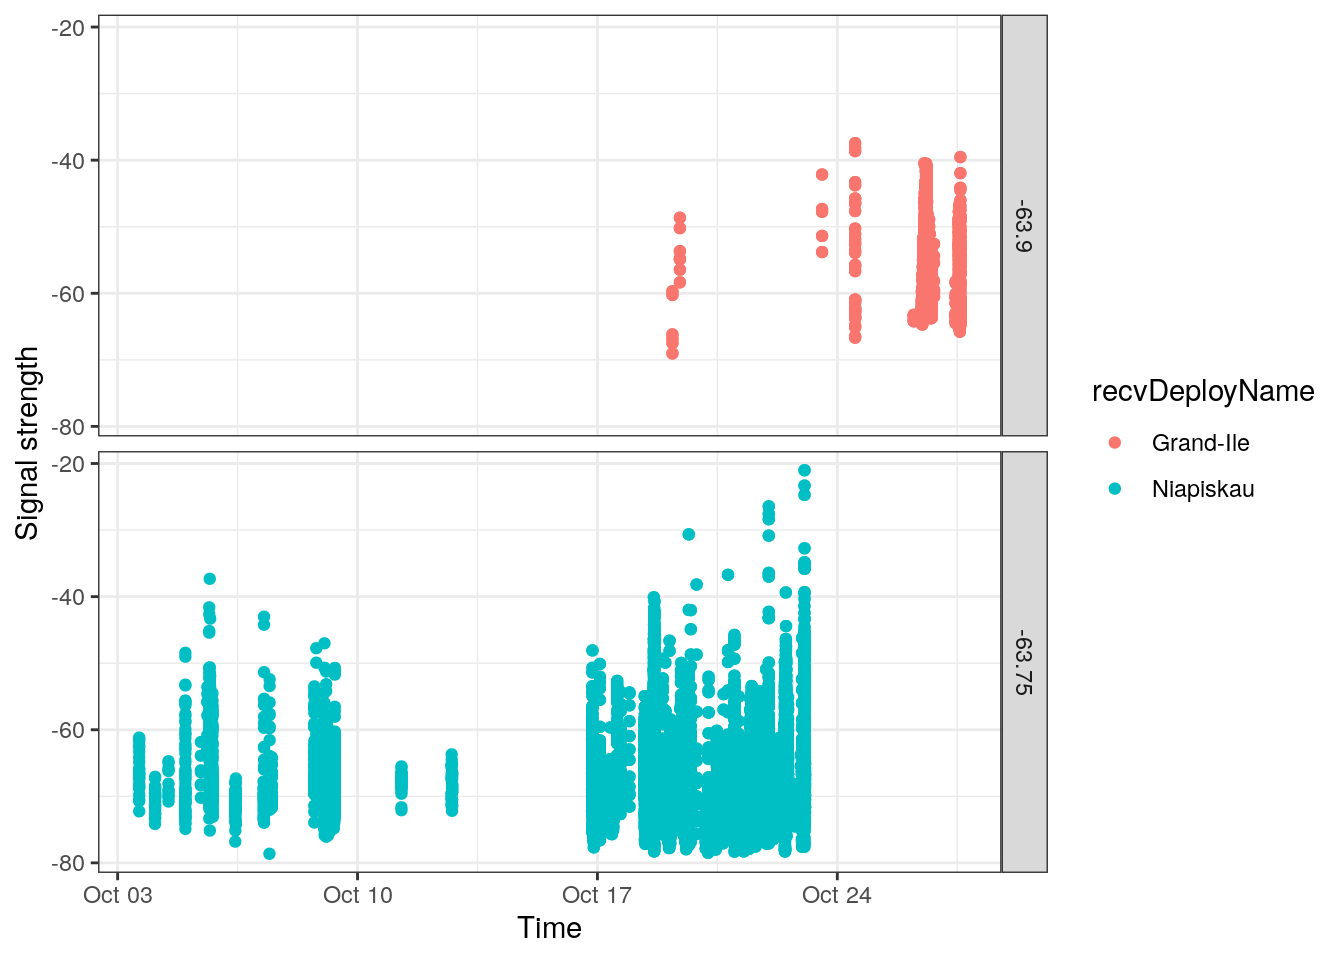 -20
-40
-60
-80
-63.9
-20
-40
-60
-80
-63.75
Signal strength
Oct 03
Oct 10
Oct 17
Oct 24
Time
recvDeployName
Grand-Ile
Niapiskau